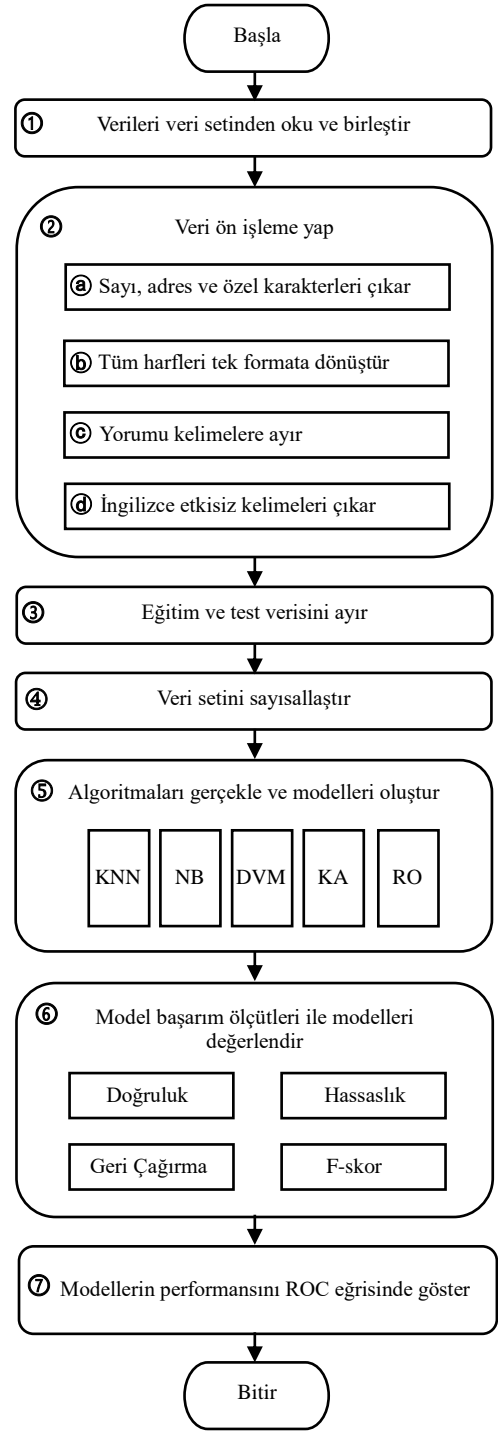 Başla
① Verileri veri setinden oku ve birleştir
② Veri ön işleme yap
ⓐ Sayı, adres ve özel karakterleri çıkar
ⓑ Tüm harfleri tek formata dönüştür
ⓒ Yorumu kelimelere ayır
ⓓ İngilizce etkisiz kelimeleri çıkar
③ Eğitim ve test verisini ayır
④ Veri setini sayısallaştır
⑤ Algoritmaları gerçekle ve modelleri oluştur
KNN NB DVM KA RO
⑥ Model başarım ölçütleri ile modelleri
değerlendir
Doğruluk Hassaslık
Geri Çağırma F-skor
⑦ Modellerin performansını ROC eğrisinde göster
Bitir